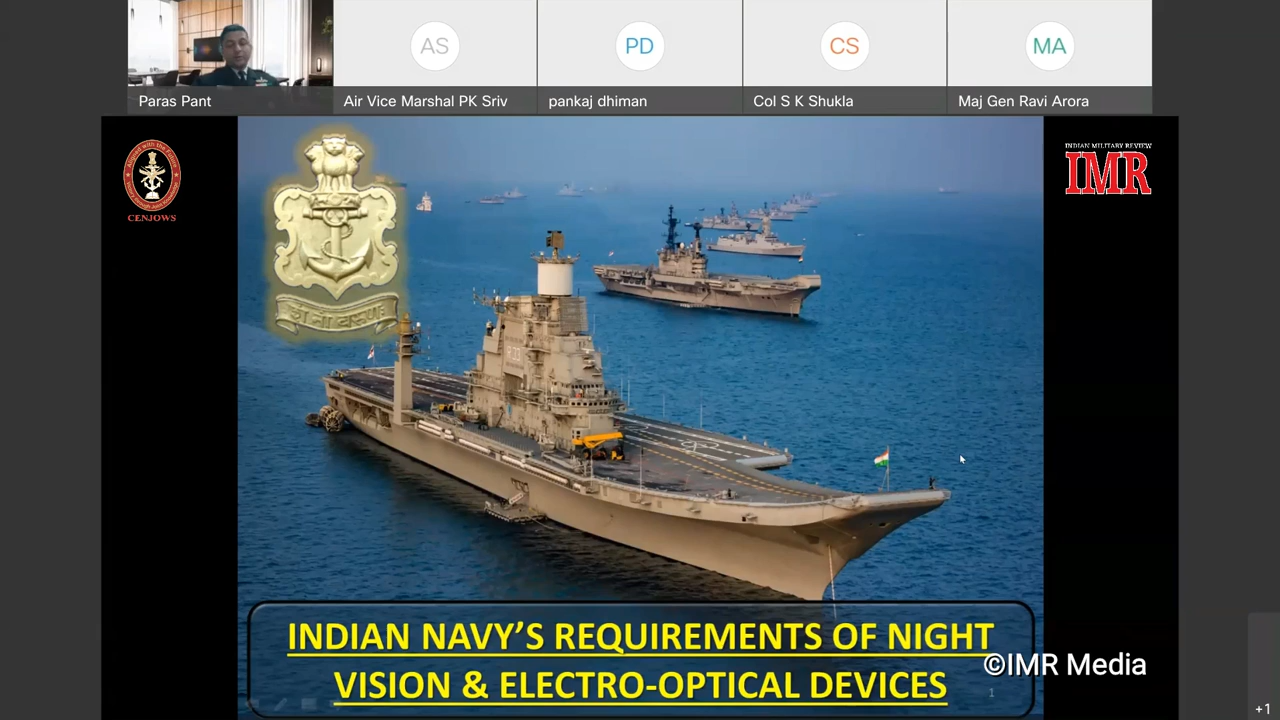 AS
PD
CS
MA
Paras Pant
Air Vice Marshal PK Sriv
pankaj dhiman
Col S K Shukla
Maj Gen Ravi Arora
CENJOWS
INDIAN MILITARY REVIEW
IMR
INDIAN NAVY'S REQUIREMENTS OF NIGHT
VISION & ELECTRO-OPTICAL DEVICES
©IMR Media
1
+1